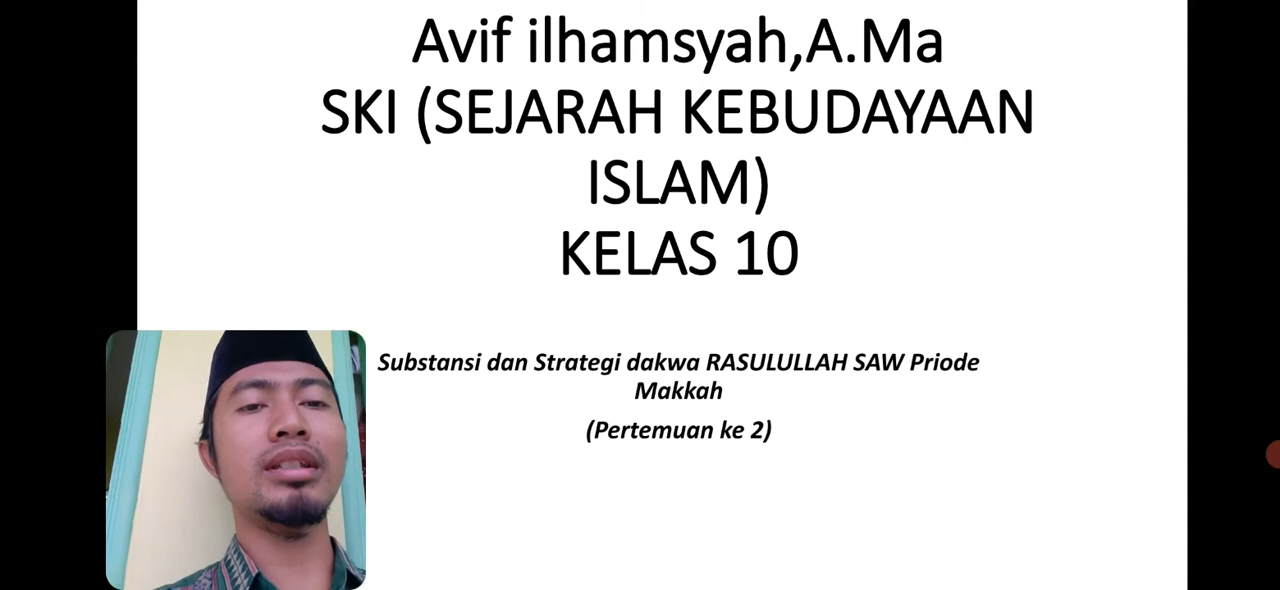 Avif ilhamsyah,A.Ma
SKI (SEJARAH KEBUDAYAAN
ISLAM)
KELAS 10
Substansi dan Strategi dakwa RASULULLAH SAW Priode
Makkah
(Pertemuan ke 2)